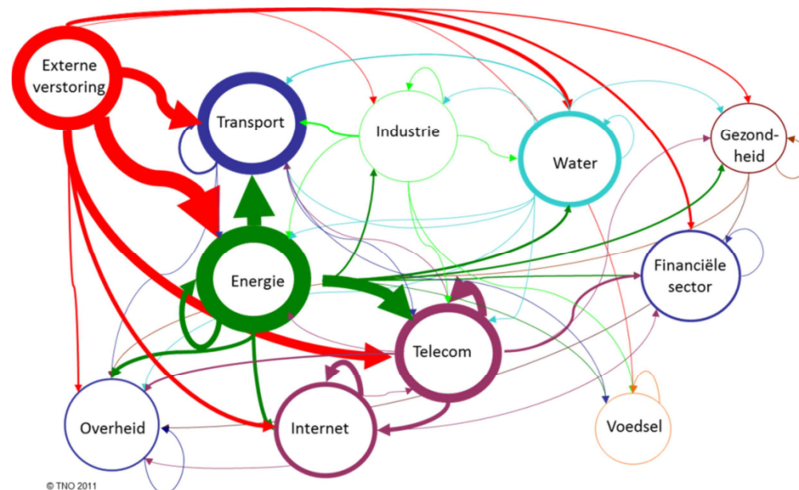 Externe
verstoring
Transport
Industrie
Water
Gezond-
heid
Energie
Financiële
sector
Telecom
Overheid
Internet
Voedsel
© TNO 2011